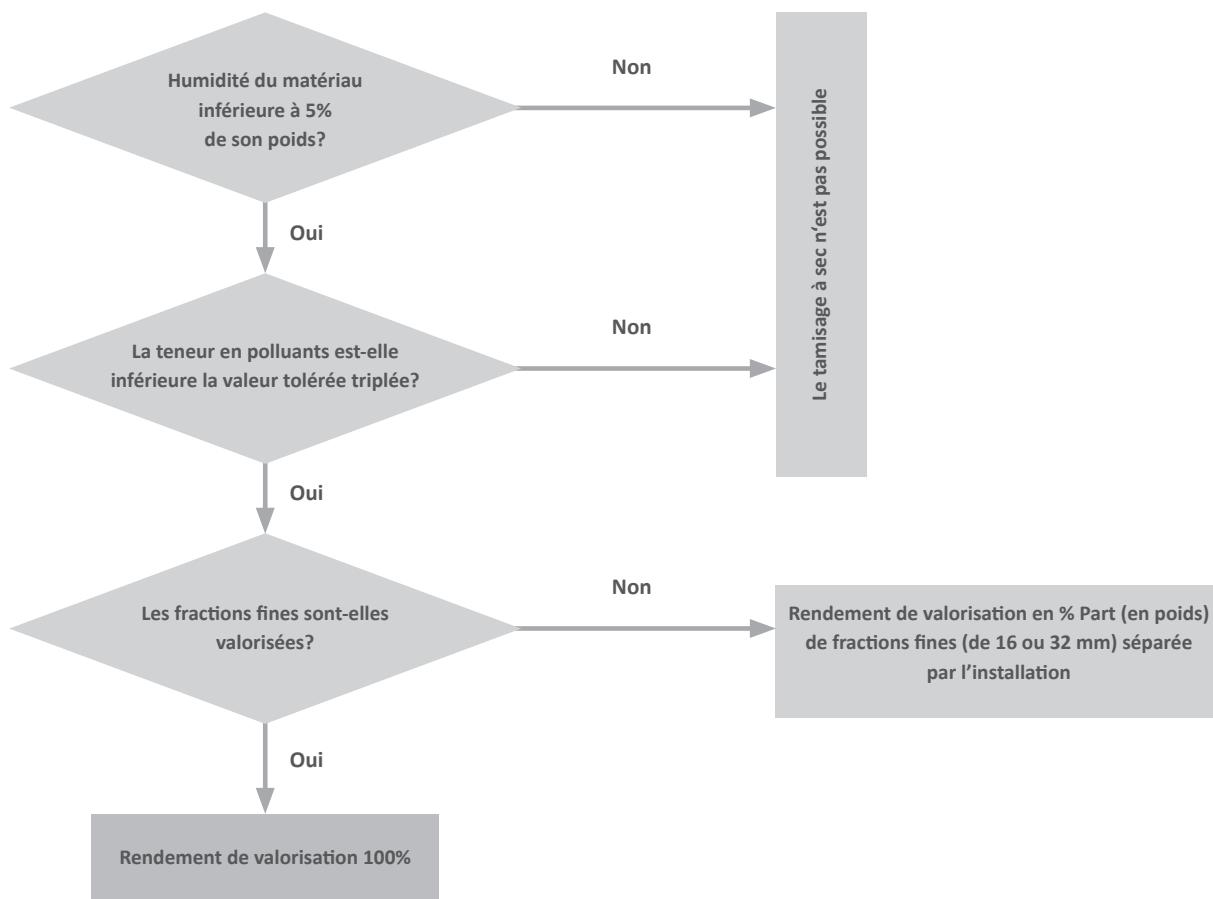 Humidité du matériau
inférieure à 5%
de son poids?
Non
Le tamisage à sec n‘est pas possible
Oui
La teneur en polluants est-elle
inférieure la valeur tolérée triplée?
Non
Oui
Les fractions fines sont-elles
valorisées?
Non
Rendement de valorisation en % Part (en poids)
de fractions fines (de 16 ou 32 mm) séparée
par l’installation
Oui
Rendement de valorisation 100%